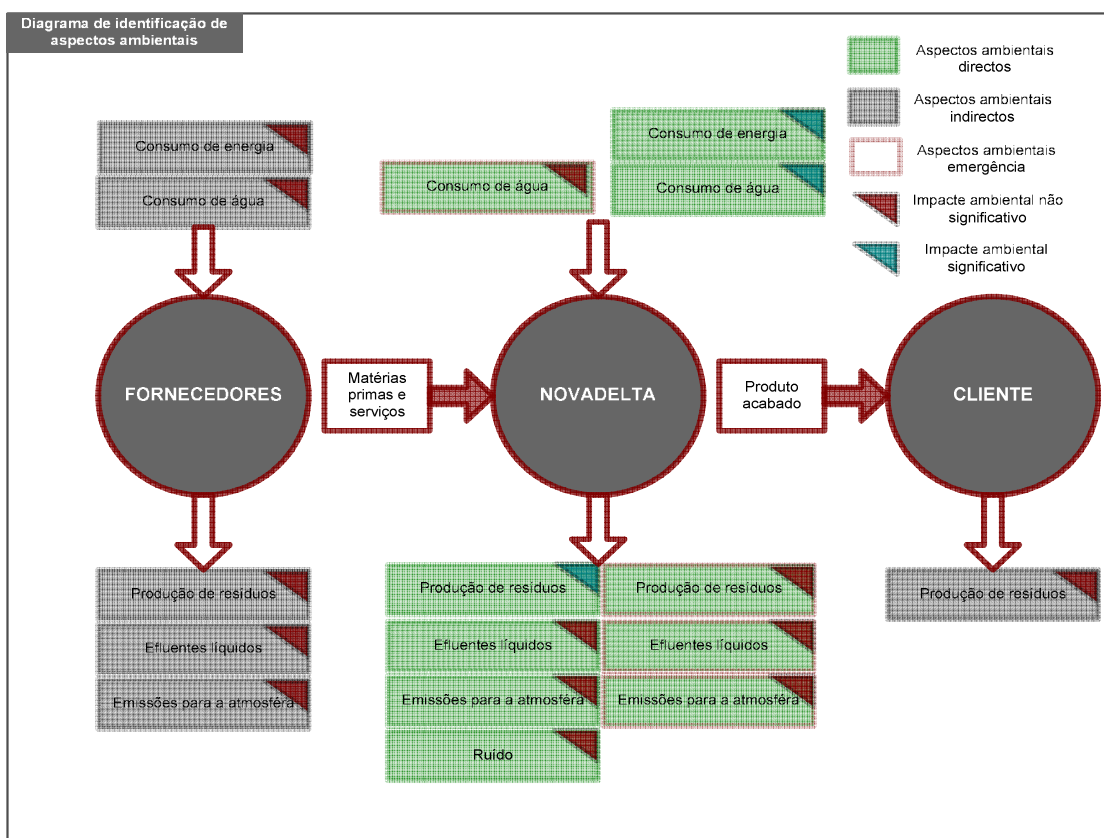 Diagrama de identificação de
aspectos ambientais
Aspectos ambientais
directos
Aspectos ambientais
indirectos
Aspectos ambientais
emergência
Impacte ambiental não
significativo
Impacte ambiental
significativo
Consumo de energia
Consumo de água
Consumo de água
Consumo de energia
Consumo de água
FORNECEDORES
Matérias
primas e
serviços
NOVADELTA
Produto
acabado
CLIENTE
Produção de resíduos
Efluentes líquidos
Emissões para a atmosféra
Produção de resíduos
Efluentes líquidos
Emissões para a atmosféra
Ruído
Produção de resíduos
Efluentes líquidos
Emissões para a atmosféra
Produção de resíduos